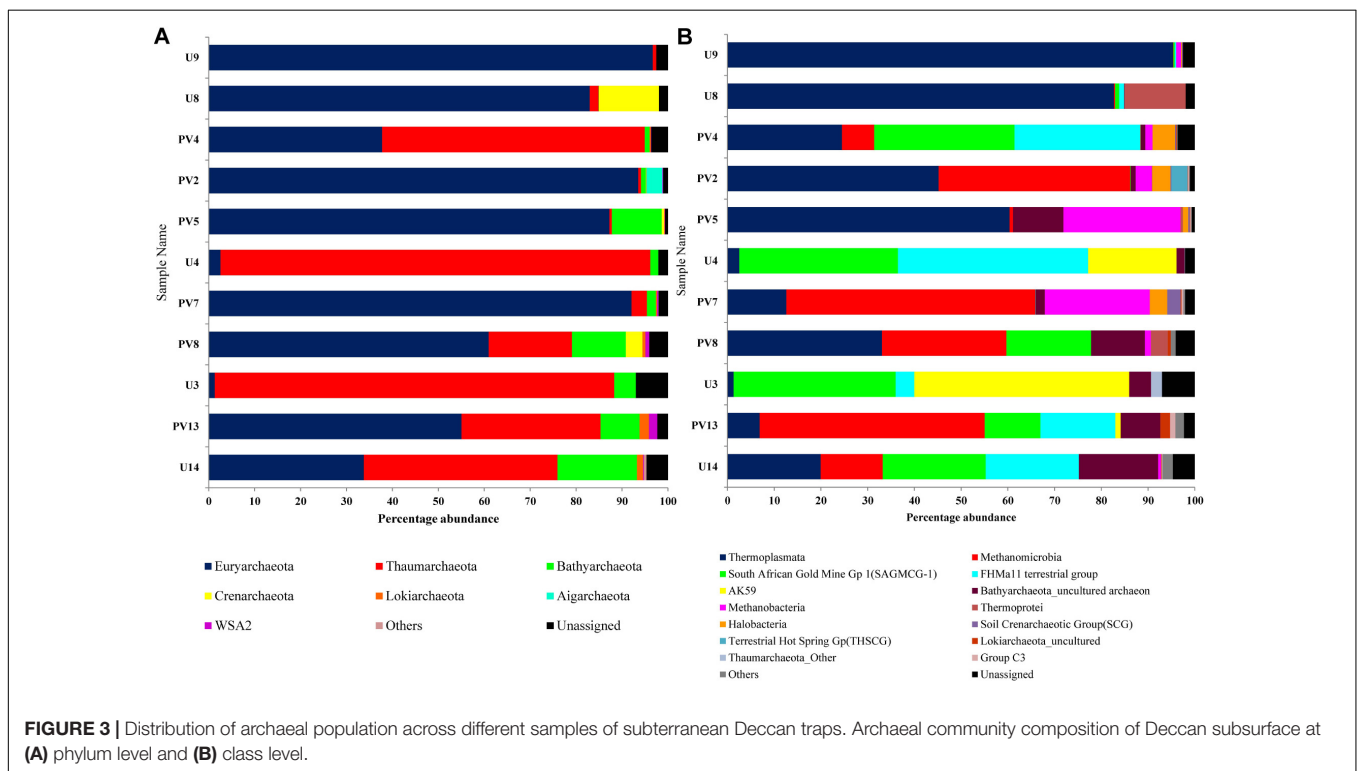 A
B
Sample Name
U9
U8
PV4
PV2
PV5
U4
PV7
PV8
U3
PV13
U14
0 10 20 30 40 50 60 70 80 90 100
Percentage abundance
Euryarchaeota Thaumarchaeota Bathyarchaeota
Crenarchaeota Lokiarchaeota Aigarchaeota
WSA2 Others Unassigned
Sample Name
U9
U8
PV4
PV2
PV5
U4
PV7
PV8
U3
PV13
U14
0 10 20 30 40 50 60 70 80 90 100
Percentage abundance
Thermoplasmata Methanomicrobia
South African Gold Mine Gp 1(SAGMCG-1) FHMa11 terrestrial group
AK59 Bathyarchaeota_uncultured archaeon
Methanobacteria Thermoprotei
Halobacteria Soil Crenarchaeotic Group(SCG)
Terrestrial Hot Spring Gp(THSCG) Lokiarchaeota_uncultured
Thaumarchaeota_Other Group C3
Others Unassigned
FIGURE 3 | Distribution of archaeal population across different samples of subterranean Deccan traps. Archaeal community composition of Deccan subsurface at
(A) phylum level and (B) class level.